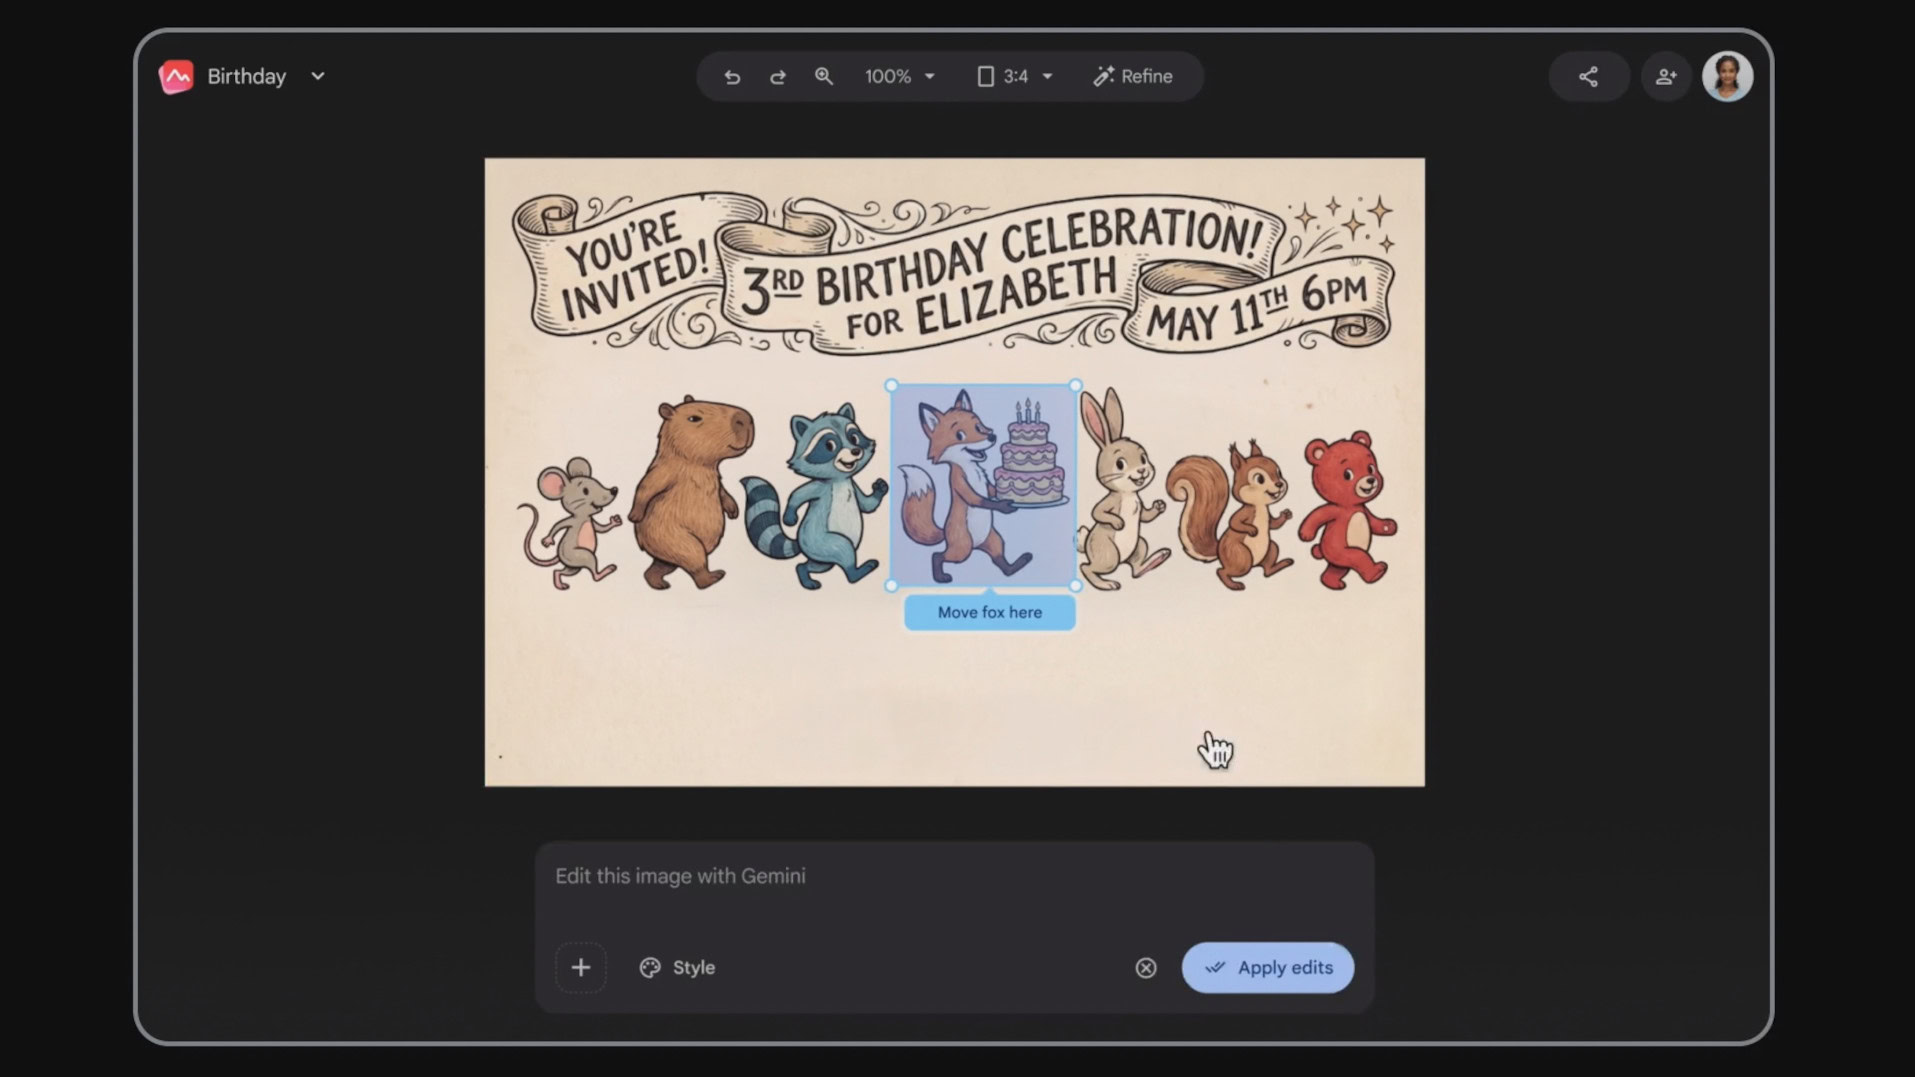 Birthday
100%
3:4
Refine
YOU'RE
INVITED!
3RD BIRTHDAY CELEBRATION!
FOR ELIZABETH
MAY 11TH 6PM
Move fox here
Edit this image with Gemini
Style
Apply edits